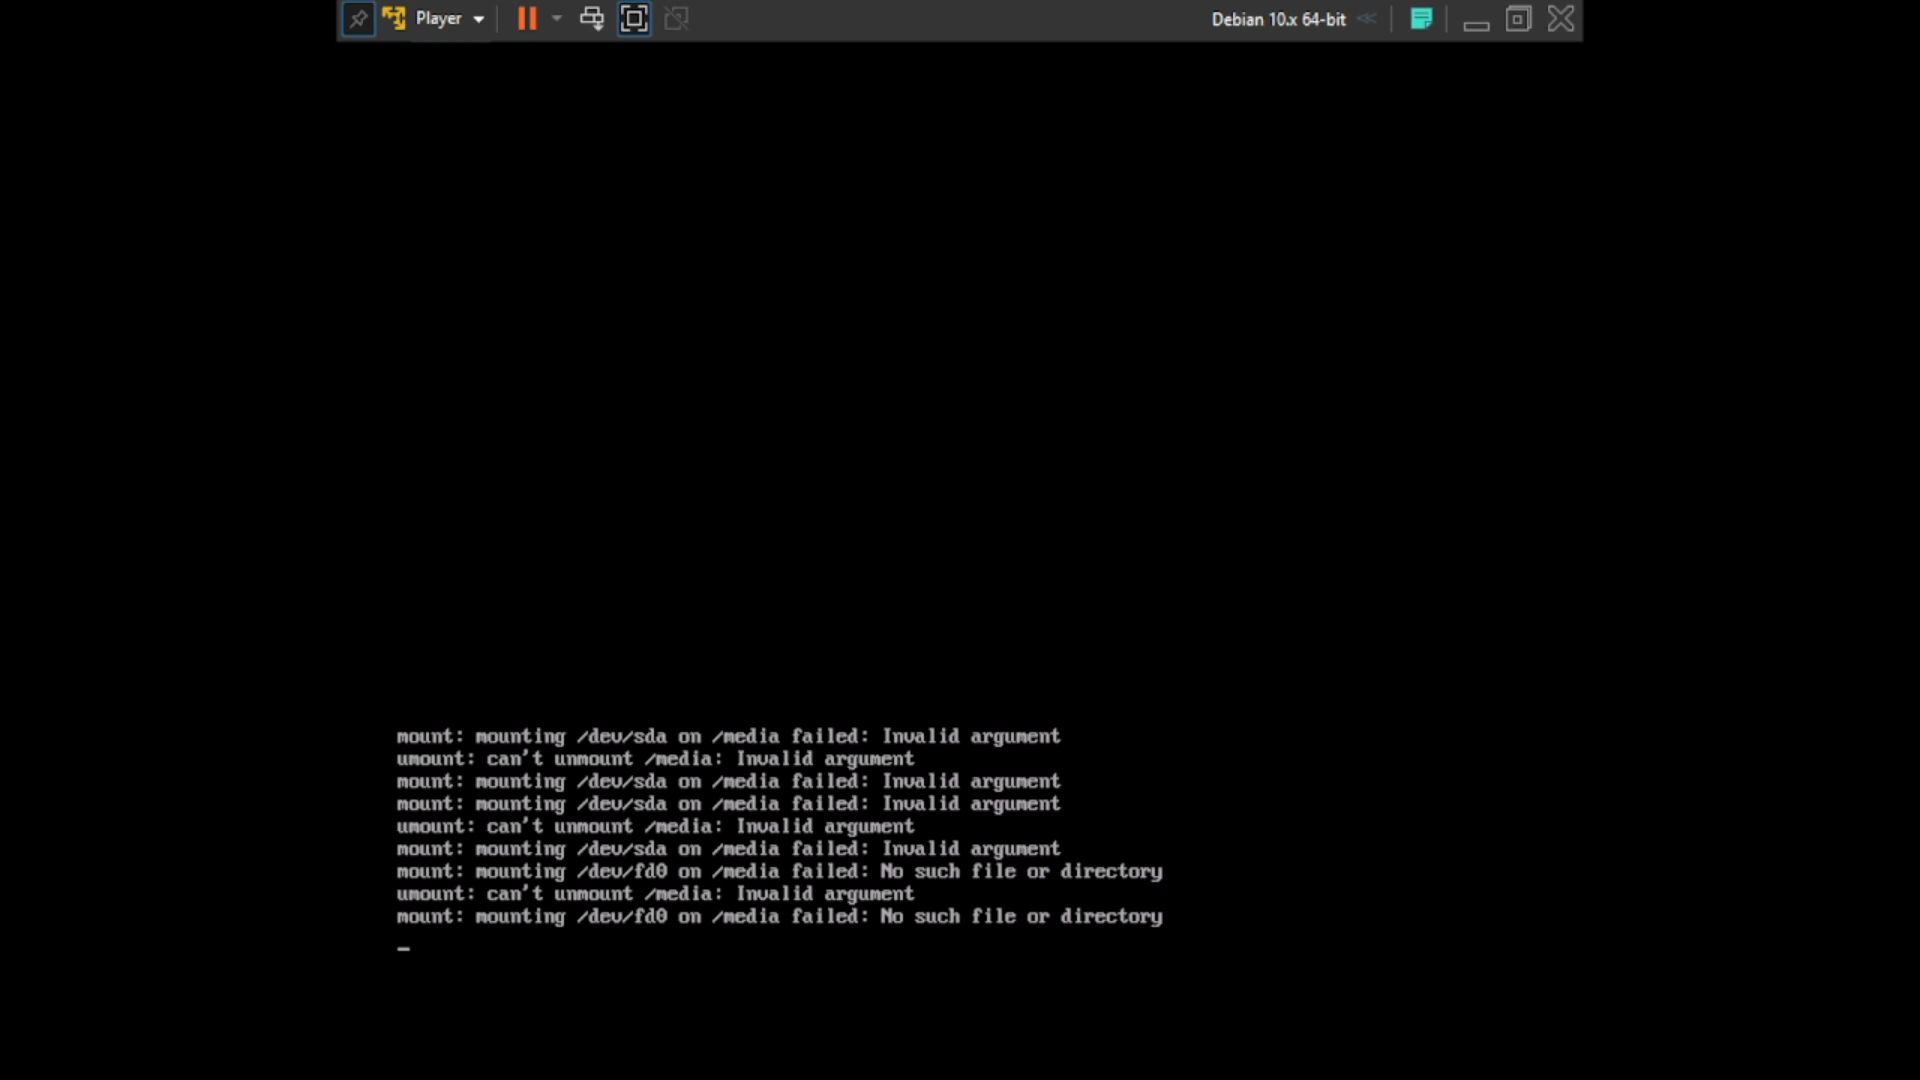 Player
Debian 10.x 64-bit
mount: mounting /dev/sda on /media failed: Invalid argument
umount: can't unmount /media: Invalid argument
mount: mounting /dev/sda on /media failed: Invalid argument
mount: mounting /dev/sda on /media failed: Invalid argument
umount: can't unmount /media: Invalid argument
mount: mounting /dev/sda on /media failed: Invalid argument
mount: mounting /dev/fd0 on /media failed: No such file or directory
umount: can't unmount /media: Invalid argument
mount: mounting /dev/fd0 on /media failed: No such file or directory
_